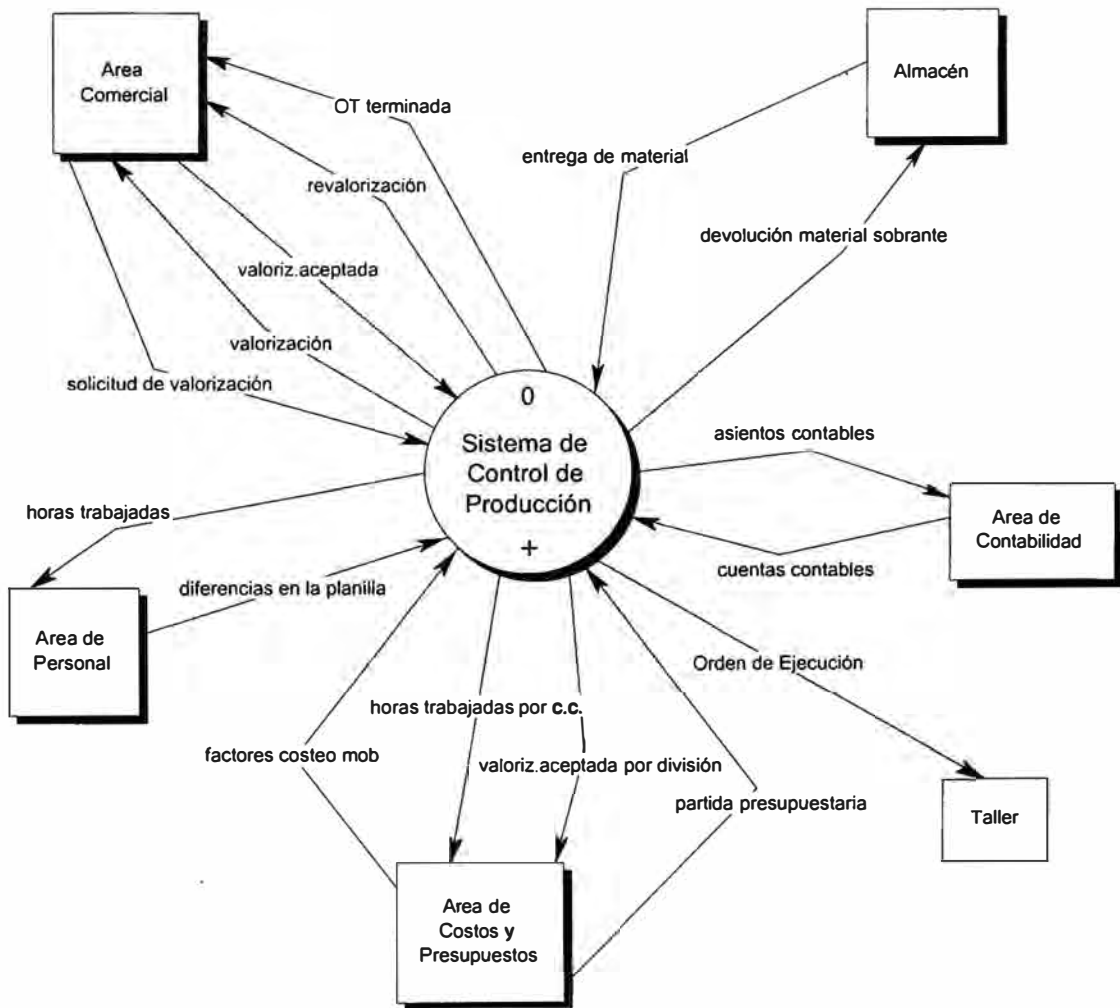 Area
Comercial
Almacén
OT terminada
entrega de material
revalorización
devolución material sobrante
valoriz.aceptada
valorización
solicitud de valorización
0
Sistema de
Control de
Producción
+
asientos contables
Area de
Contabilidad
cuentas contables
horas trabajadas
diferencias en la planilla
Area de
Personal
Orden de Ejecución
horas trabajadas por c.c.
factores costeo mob
valoriz.aceptada por división
partida presupuestaria
Taller
Area de
Costos y
Presupuestos